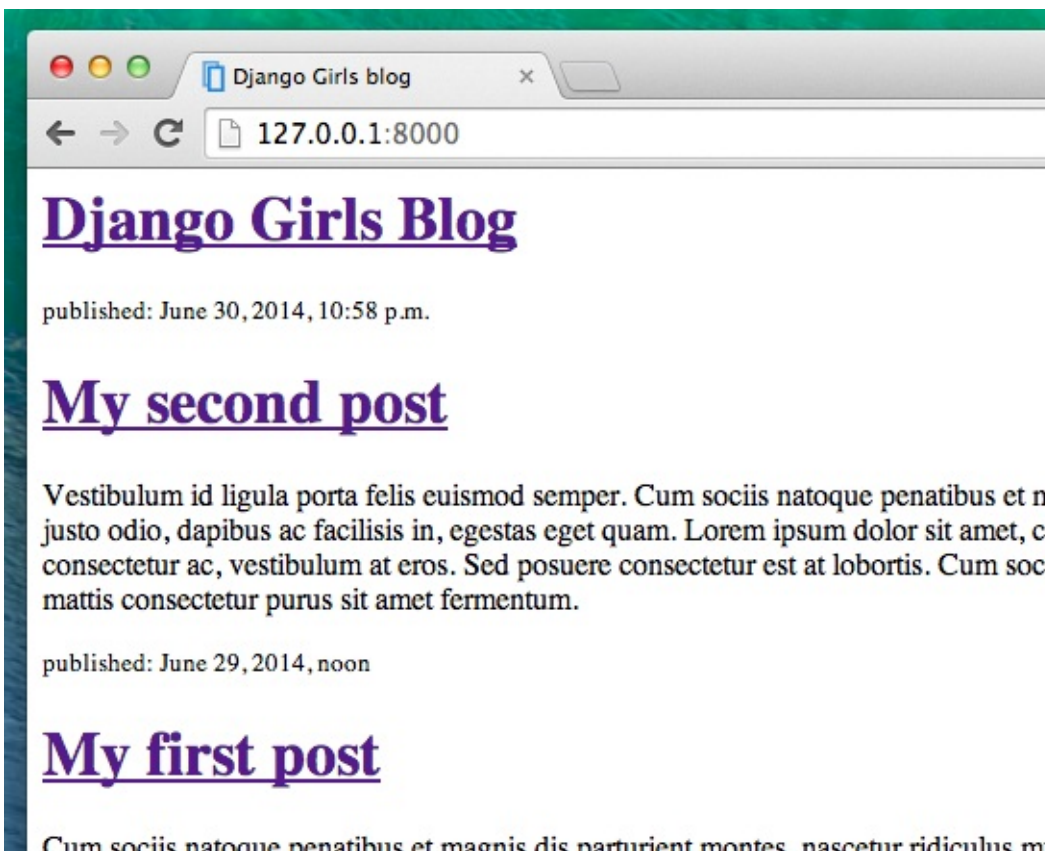 Django Girls blog
127.0.0.1:8000
Django Girls Blog
published: June 30, 2014, 10:58 p.m.
My second post
Vestibulum id ligula porta felis euismod semper. Cum sociis natoque penatibus et
justo odio, dapibus ac facilisis in, egestas eget quam. Lorem ipsum dolor sit amet,
consectetur ac, vestibulum at eros. Sed posuere consectetur est at lobortis. Cum
mattis consectetur purus sit amet fermentum.
published: June 29, 2014, noon
My first post
Cum sociis natoque penatibus et magnis dis parturient montes, nascetur ridiculus